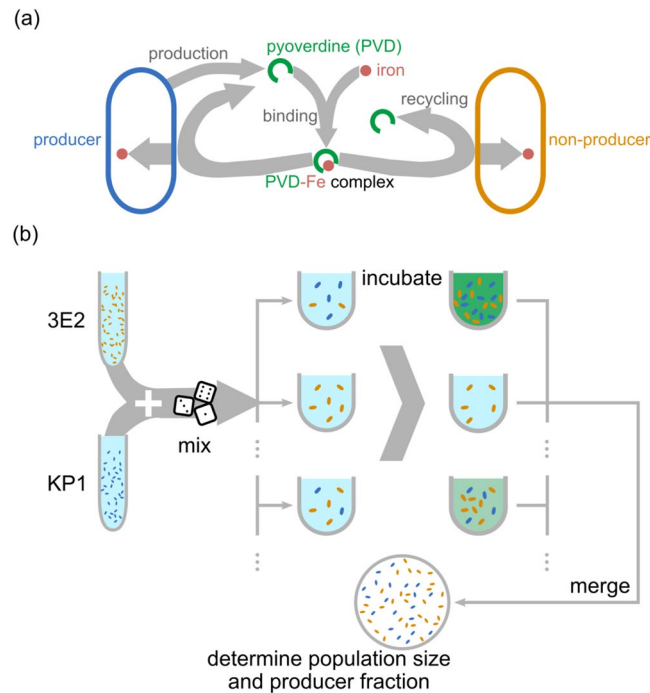 (a)
production
pyoverdine (PVD)
iron
recycling
binding
producer
non-producer
PVD-Fe complex
(b)
3E2
incubate
mix
KP1
merge
determine population size
and producer fraction